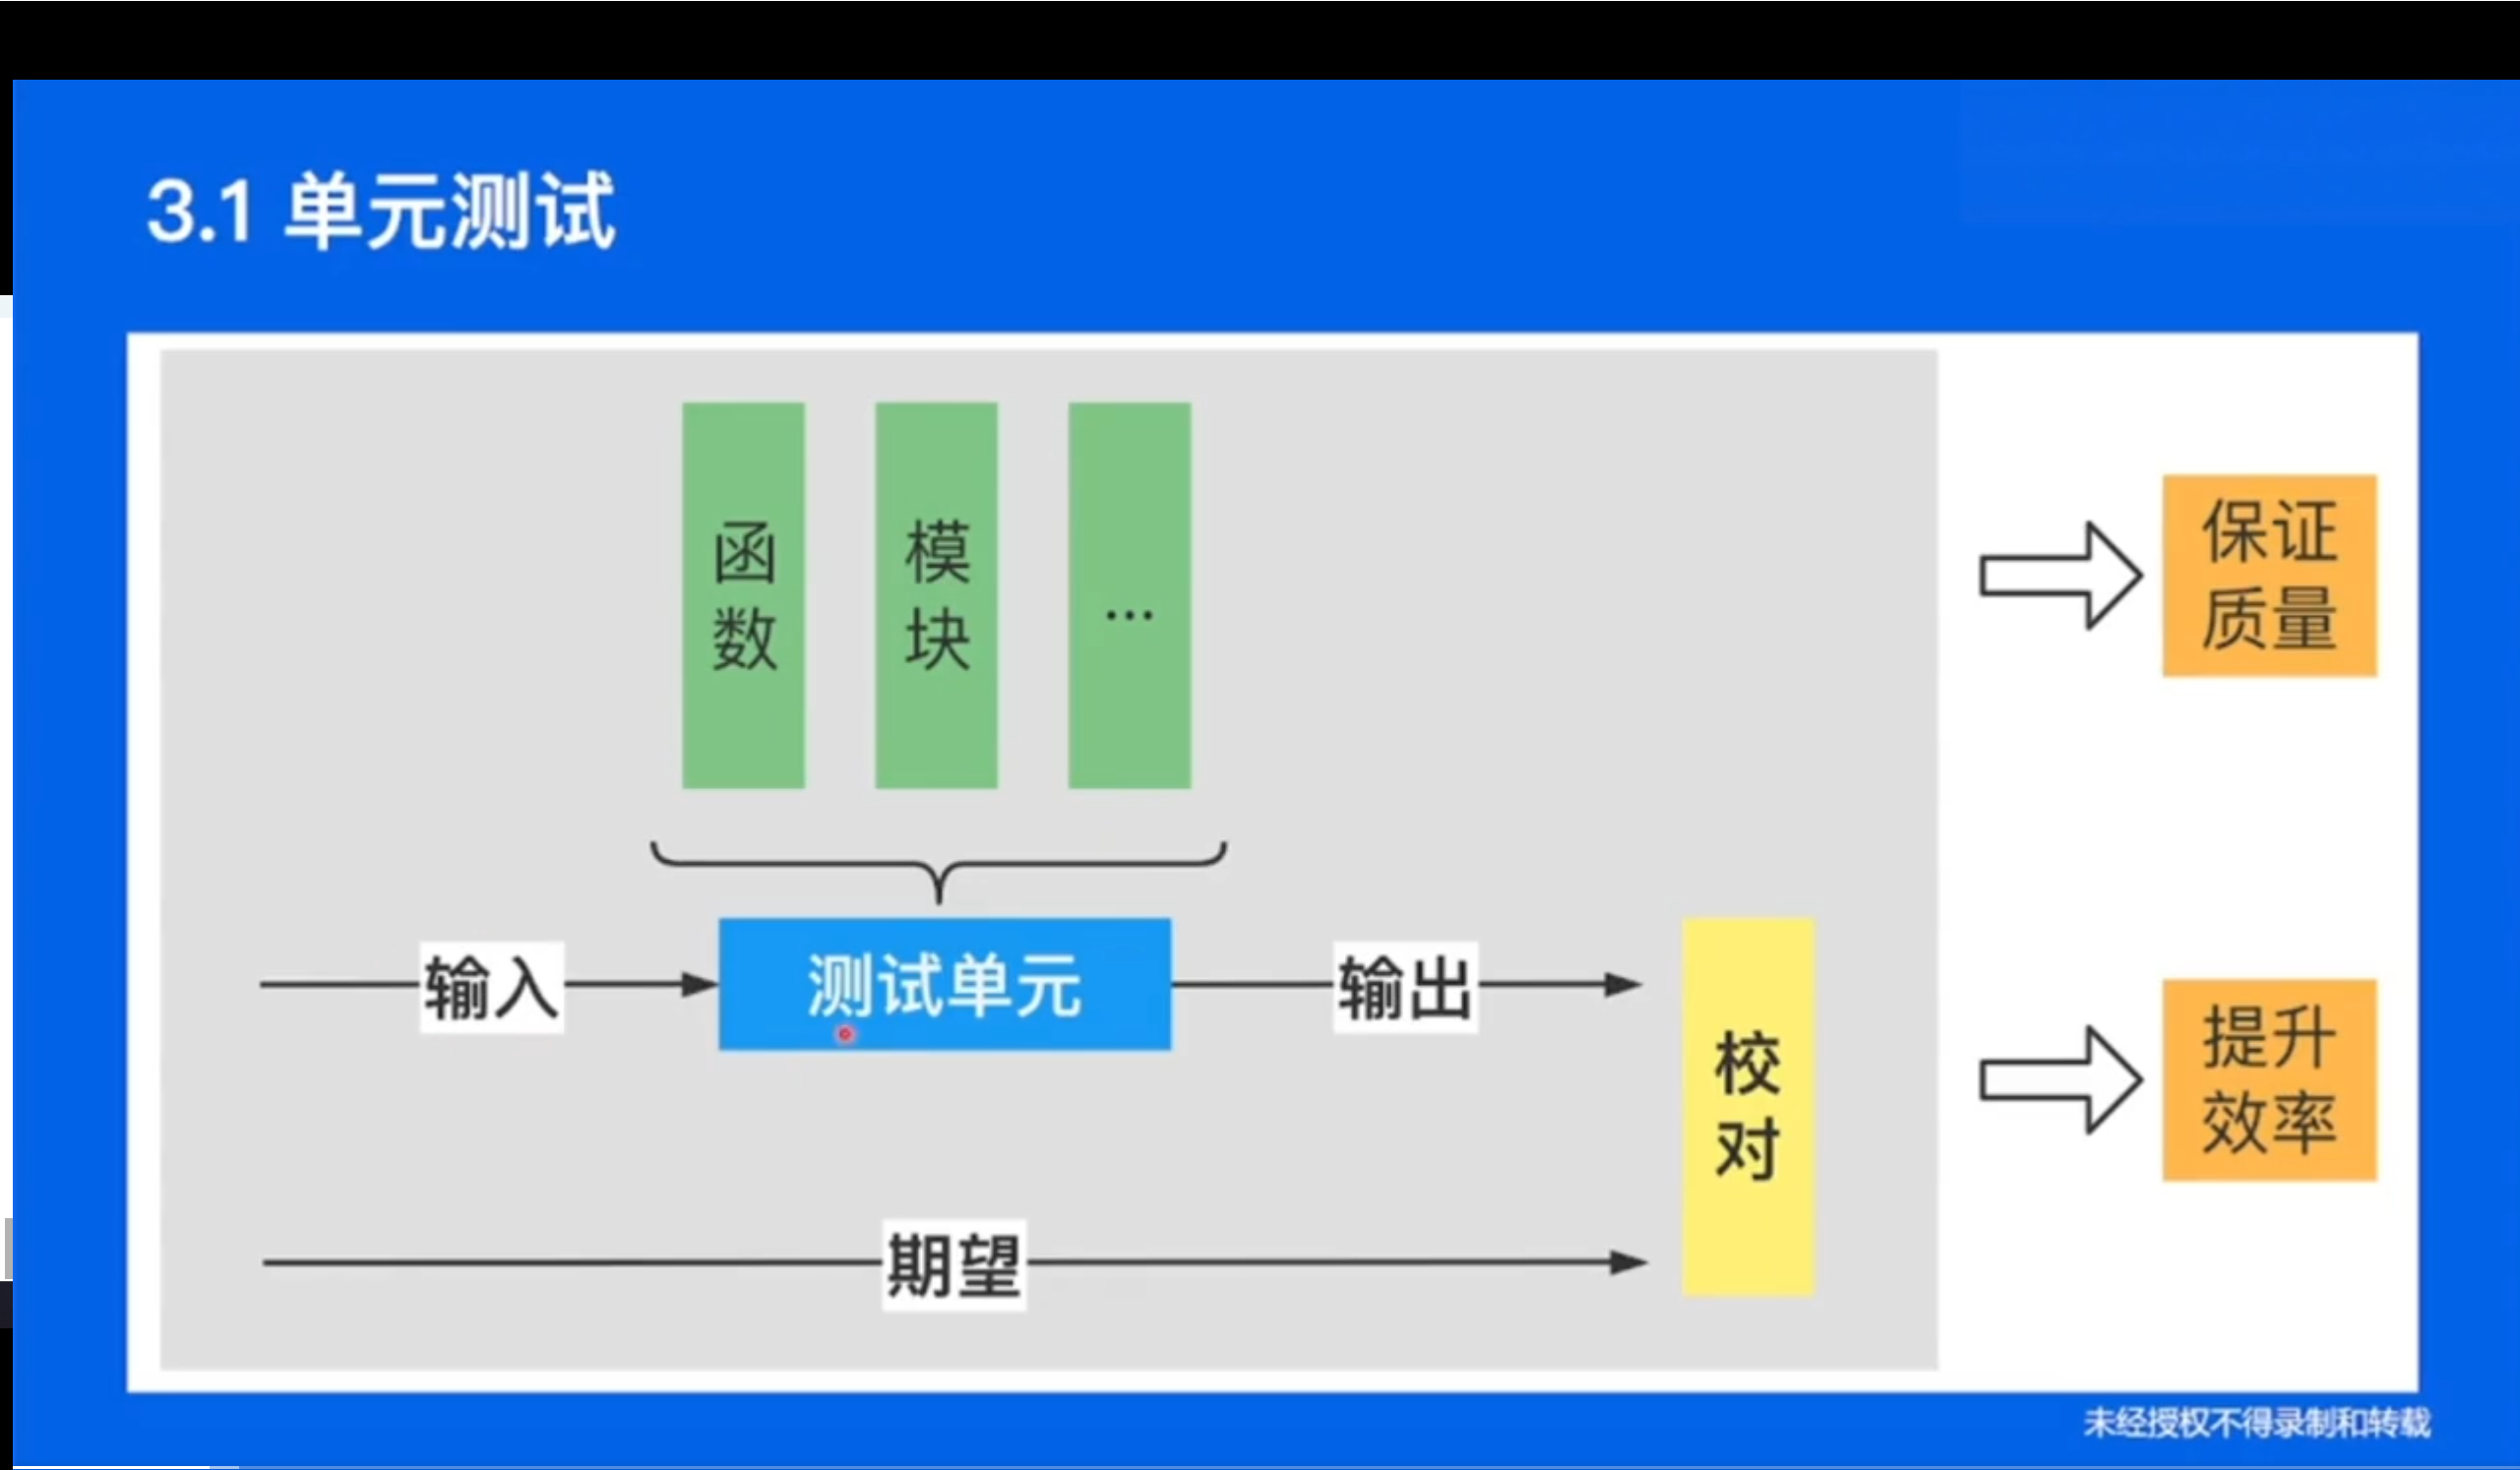 3.1 单元测试
函
数
模
块
...
保证
质量
输入
测试单元
输出
校
对
提升
效率
期望
未经授权不得录制和转载